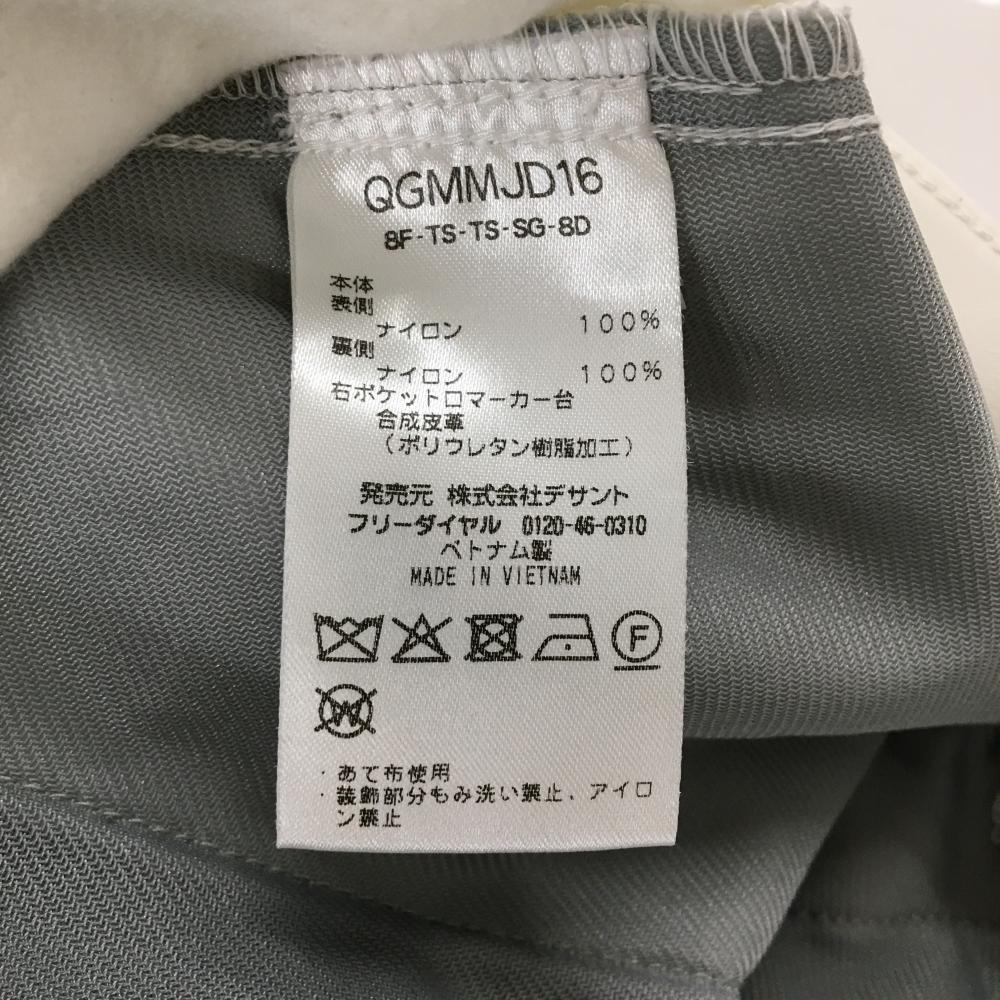 QGMMJD16
8F-TS-TS-SG-8D
本体
表側
ナイロン 100%
裏側
ナイロン 100%
右ポケット口マーカー台
合成皮革
(ポリウレタン樹脂加工)
発売元 株式会社デサント
フリーダイヤル 0120-46-0310
ベトナム製
MADE IN VIETNAM
F
W
・あて布使用
・装飾部分もみ洗い禁止、アイロ
ン禁止